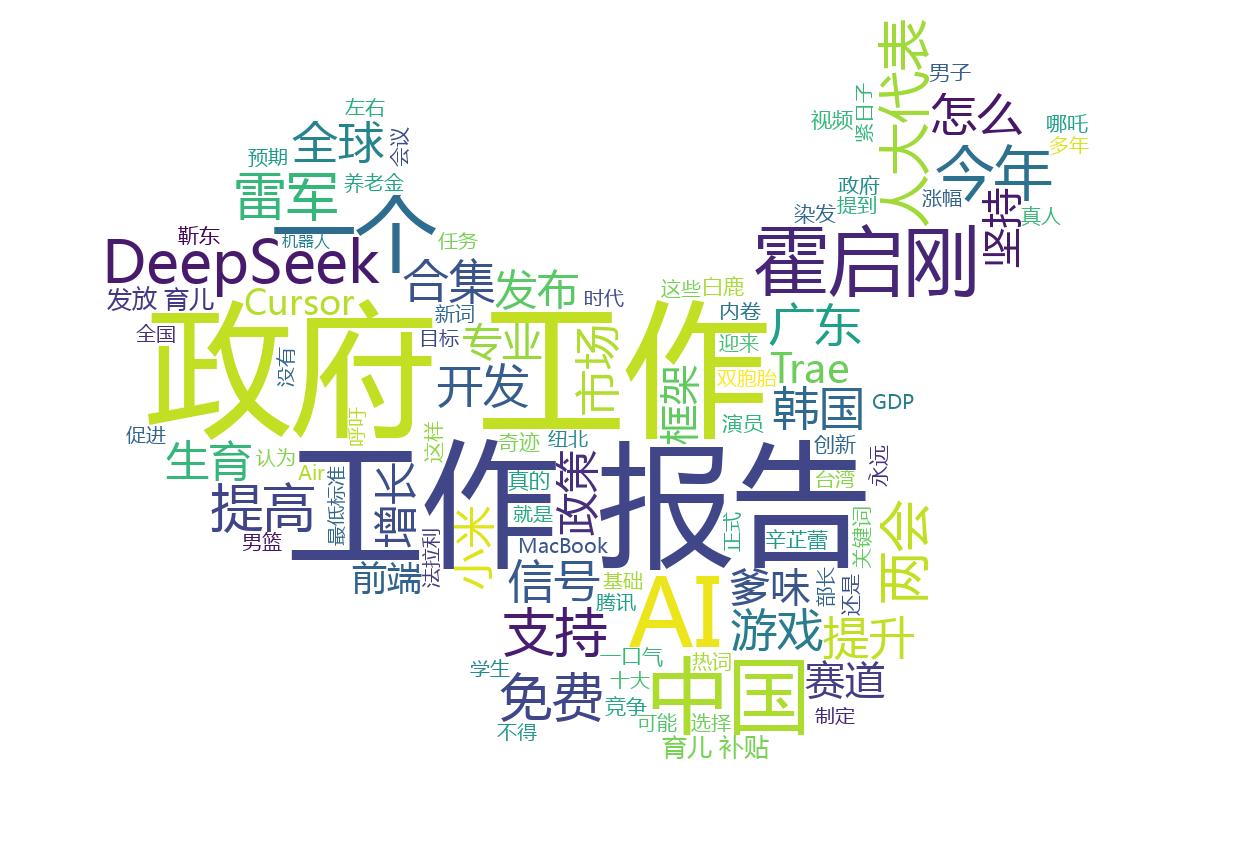 人大代表
男子
左右
紧日子
视频
怎么
哪吒
全球
会议
多年
预期
今年
雷军
养老金
政府
提到
涨幅
坚持
一个
染发
真人
靳东
机器人
任务
霍启刚
DeepSeek
合集
发布
这些
白鹿
发放 育儿
Cursor
时代
新词
内卷
广东
全国
目标
专业
市场
迎来
没有
政府 工作
双胞胎
Trae
开发
框架
韩国
GDP
促进
呼吁
这样
奇迹
纽北
演员
创新
生育
认为
Air
最低标准
真的
政策
台湾
永远
提高
增长
工作 报告
就是
正式
关键词
两会
男篮
法拉利
小米
MacBook
辛芷蕾
前端
信号
基础
腾讯
AI
爹味
部长
还是
支持
游戏
提升
一口气
热词
学生
免费
十大
中国
赛道
竞争
不得
可能
选择
制定
育儿 补贴